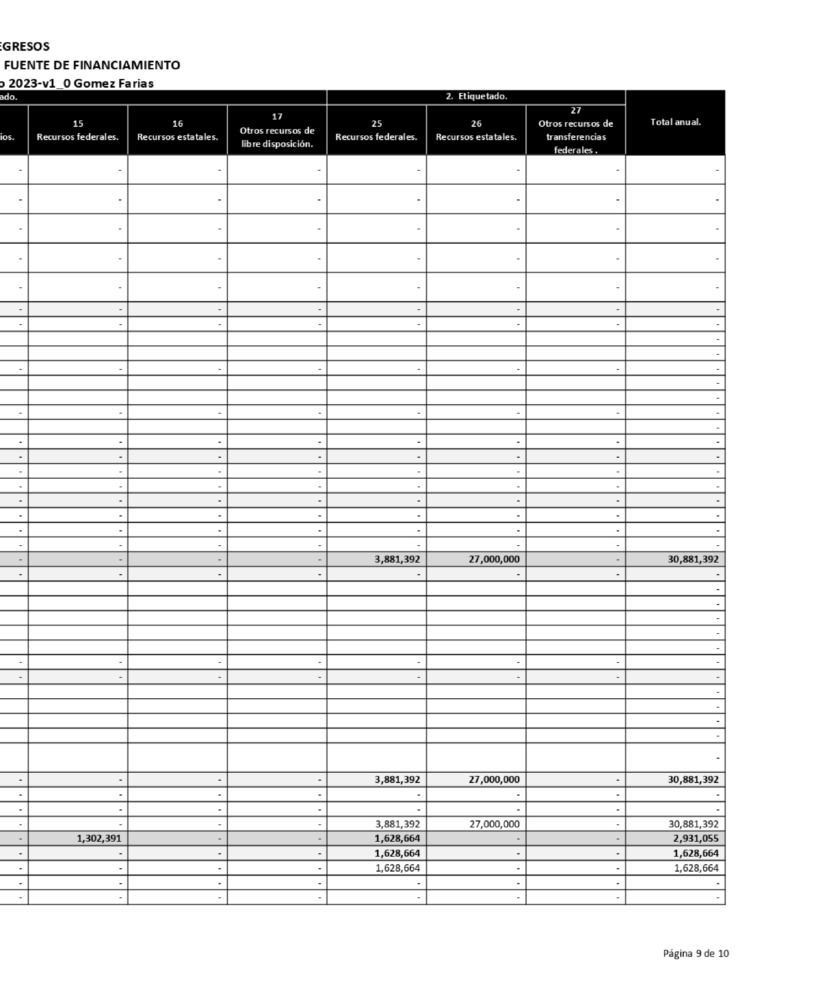 EGRESOS
FUENTE DE FINANCIAMIENTO
o 2023-v1_0 Gomez Farias
ado. 2. Etiquetado. Total anual.
ios. 15 Recursos federales. 16 Recursos estatales. 17 Otros recursos de libre disposición. 25 Recursos federales. 26 Recursos estatales. 27 Otros recursos de transferencias federales .
- - - - - - - -
- - - - - - - -
- - - - - - - -
- - - - - - - -
- - - - - - - -
- - - - - - - -
- - - - - - - -
-
-
- - - - - - - -
-
-
- - - - - - - -
-
- - - - - - - -
- - - - - - - -
- - - - - - - -
- - - - - - - -
- - - - - - - -
- - - - - - - -
- - - - - - - -
- - - - - - - -
- - - - 3,881,392 27,000,000 - 30,881,392
- - - - - - - -
-
-
-
-
-
- - - - - - - -
- - - - - - - -
-
-
-
-
-
- - - - 3,881,392 27,000,000 - 30,881,392
- - - - - - - -
- - - - - - - -
- - - - 3,881,392 27,000,000 - 30,881,392
- 1,302,391 - - 1,628,664 - - 2,931,055
- - - - 1,628,664 - - 1,628,664
- - - - 1,628,664 - - 1,628,664
- - - - - - - -
- - - - - - - -
Página 9 de 10